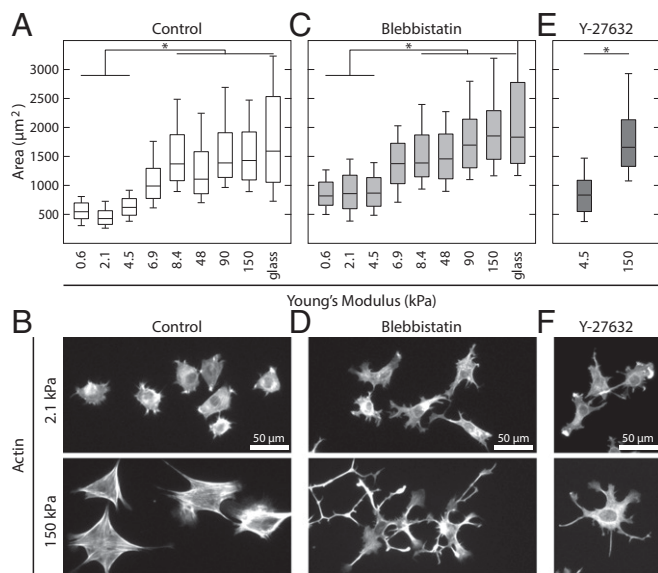 A Control C Blebbistatin E Y-27632
* * *
Area (μm²)
3000
2500
2000
1500
1000
500
0.6 2.1 4.5 6.9 8.4 48 90 150 glass 0.6 2.1 4.5 6.9 8.4 48 90 150 glass 4.5 150
Young's Modulus (kPa)
B Control D Blebbistatin F Y-27632
Actin
2.1 kPa
50 μm 50 μm 50 μm
150 kPa